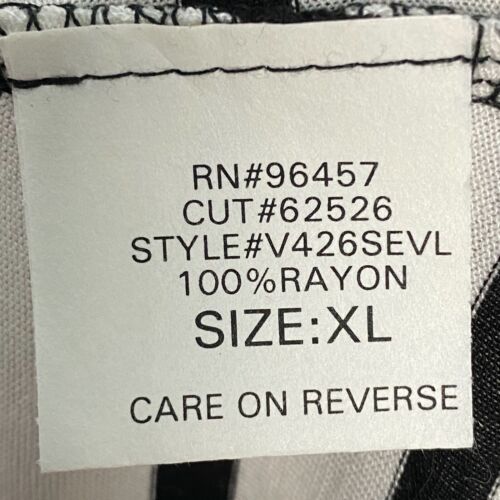 RN#96457
CUT#62526
STYLE#V426SEVL
100%RAYON
SIZE:XL
CARE ON REVERSE